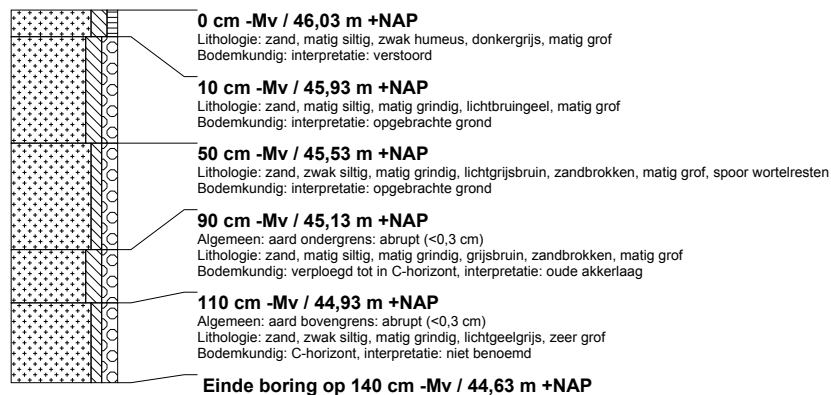 0 cm -Mv / 46,03 m +NAP
Lithologie: zand, matig siltig, zwak humeus, donkergrijs, matig grof
Bodemkundig: interpretatie: verstoord
10 cm -Mv / 45,93 m +NAP
Lithologie: zand, matig siltig, matig grindig, lichtbruingeel, matig grof
Bodemkundig: interpretatie: opgebrachte grond
50 cm -Mv / 45,53 m +NAP
Lithologie: zand, zwak siltig, matig grindig, lichtgrijsbruin, zandbrokken, matig grof, spoor wortelresten
Bodemkundig: interpretatie: opgebrachte grond
90 cm -Mv / 45,13 m +NAP
Algemeen: aard ondergrens: abrupt (<0,3 cm)
Lithologie: zand, matig siltig, matig grindig, grijsbruin, zandbrokken, matig grof
Bodemkundig: verploegd tot in C-horizont, interpretatie: oude akkerlaag
110 cm -Mv / 44,93 m +NAP
Algemeen: aard bovengrens: abrupt (<0,3 cm)
Lithologie: zand, zwak siltig, matig grindig, lichtgeelgrijs, zeer grof
Bodemkundig: C-horizont, interpretatie: niet benoemd
Einde boring op 140 cm -Mv / 44,63 m +NAP